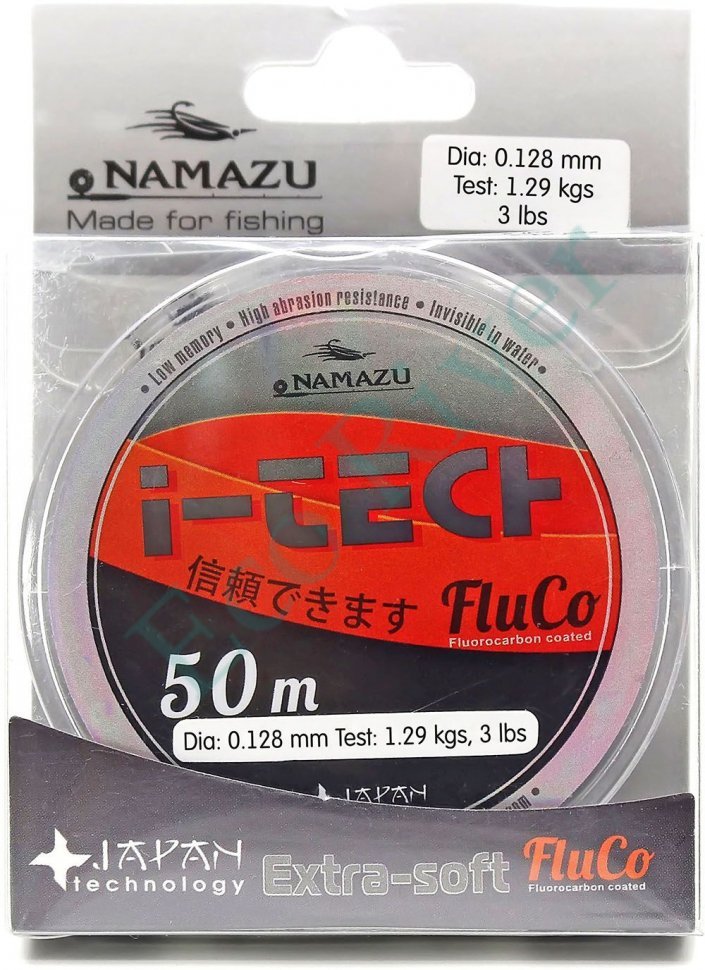 NAMAZU
Made for fishing
Dia: 0.128 mm
Test: 1.29 kgs
3 lbs
• Low memory • High abrasion resistance • Invisible in water •
NAMAZU
i-TECH
信頼できます
FluCo
Fluorocarbon coated
50 m
Dia: 0.128 mm Test: 1.29 kgs, 3 lbs
JAPAN
JAPAN
technology
Extra-soft
FluCo
Fluorocarbon coated